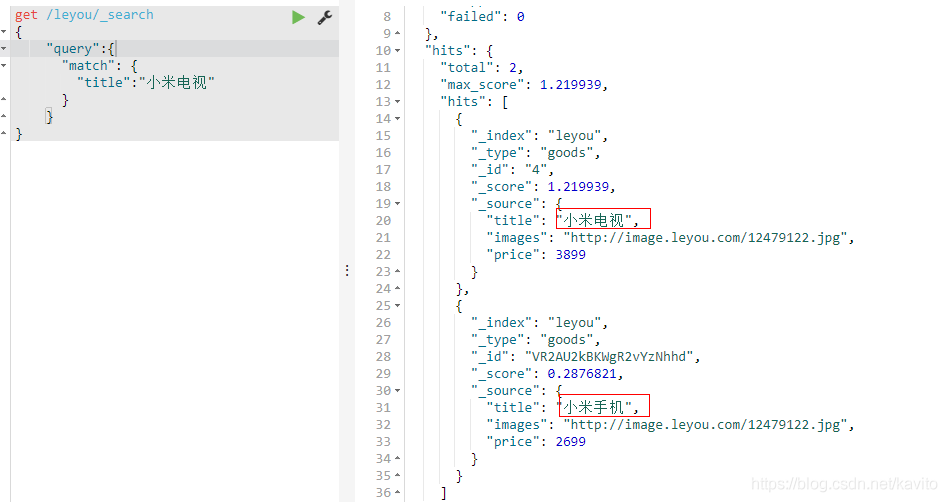 get /leyou/_search
{
"query":{
"match": {
"title":"小米电视"
}
}
}
8 "failed": 0
9 },
10 "hits": {
11 "total": 2,
12 "max_score": 1.219939,
13 "hits": [
14 {
15 "_index": "leyou",
16 "_type": "goods",
17 "_id": "4",
18 "_score": 1.219939,
19 "_source": {
20 "title": "小米电视",
21 "images": "http://image.leyou.com/12479122.jpg",
22 "price": 3899
23 }
24 },
25 {
26 "_index": "leyou",
27 "_type": "goods",
28 "_id": "VR2AU2kBKWgR2vYzNhhd",
29 "_score": 0.2876821,
30 "_source": {
31 "title": "小米手机",
32 "images": "http://image.leyou.com/12479122.jpg",
33 "price": 2699
34 }
35 }
36 ]
https://blog.csdn.net/kavito